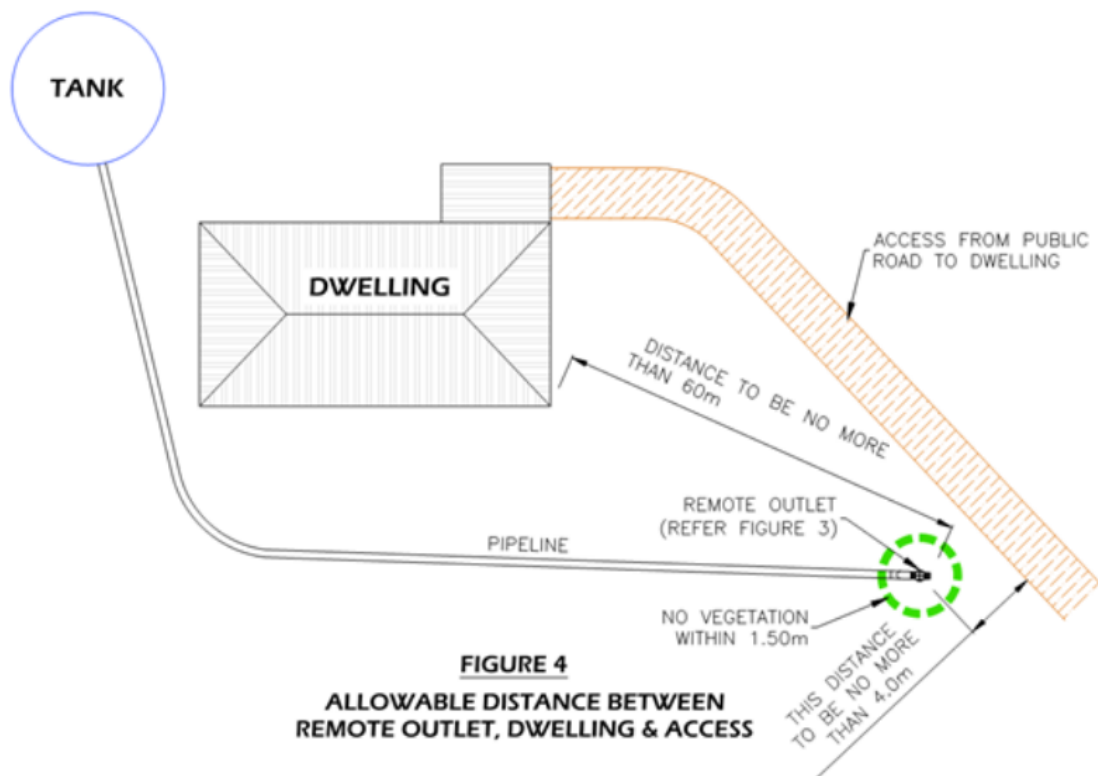 TANK
DWELLING
ACCESS FROM PUBLIC
ROAD TO DWELLING
DISTANCE TO BE NO MORE
THAN 60m
REMOTE OUTLET
(REFER FIGURE 3)
PIPELINE
NO VEGETATION
WITHIN 1.50m
THIS DISTANCE
TO BE NO MORE
THAN 4.0m
FIGURE 4
ALLOWABLE DISTANCE BETWEEN
REMOTE OUTLET, DWELLING & ACCESS